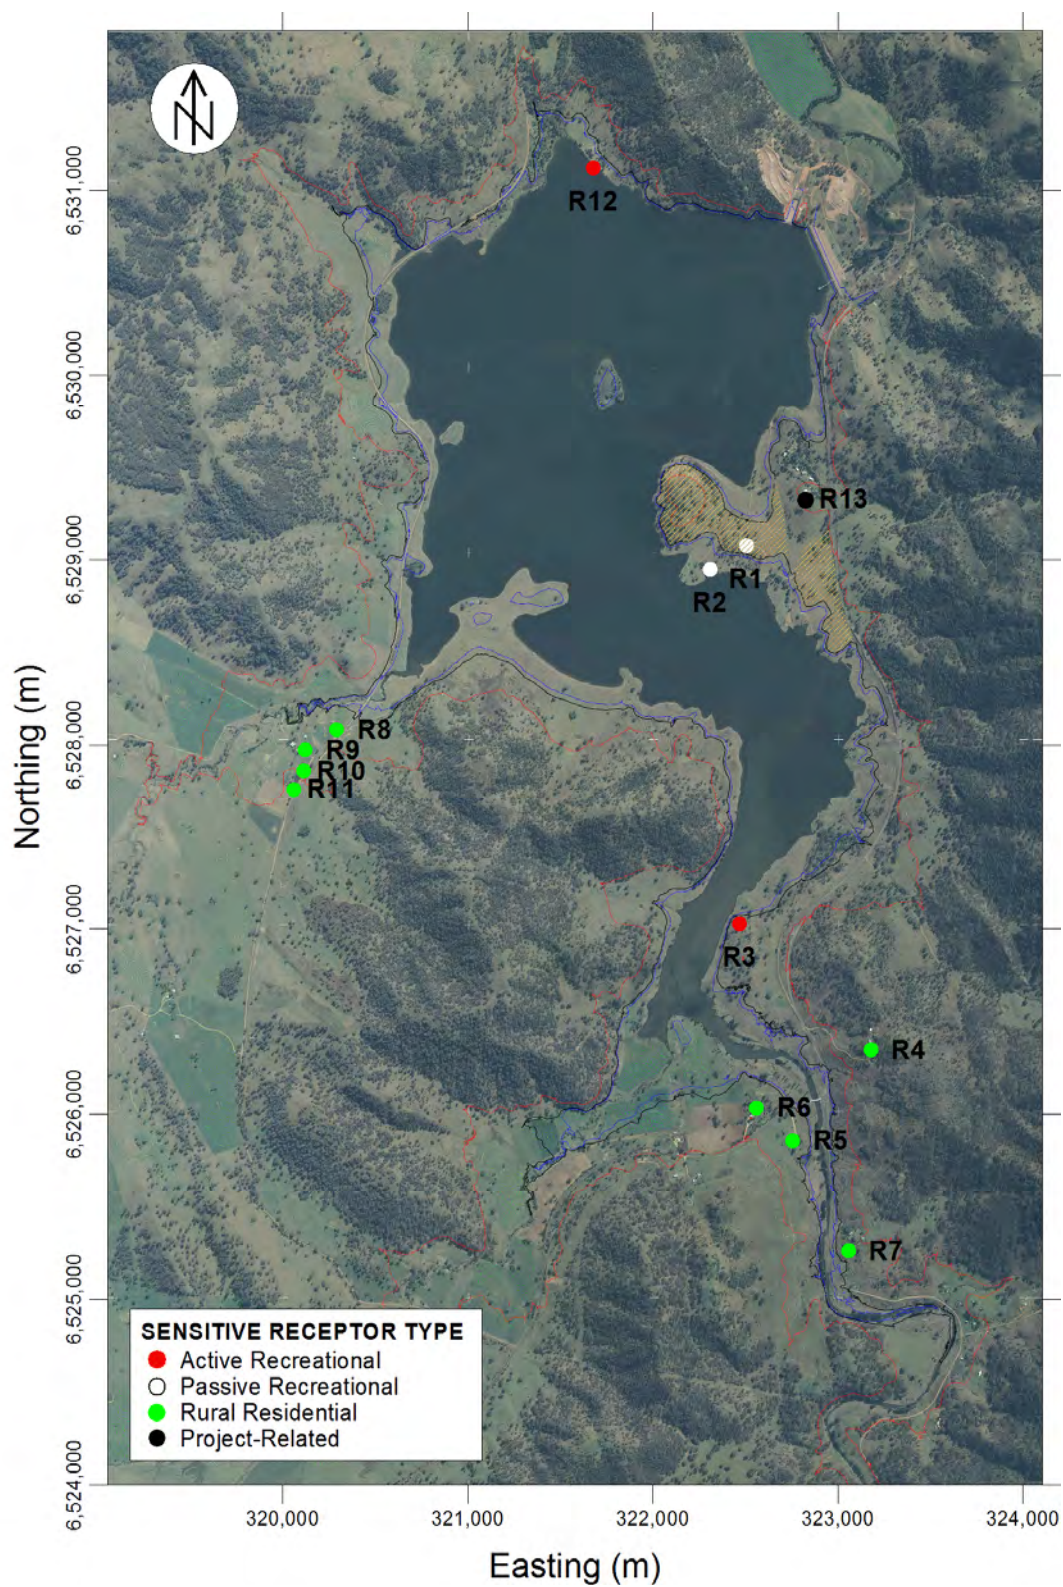 N
R12
R13
R1
R2
R8
R9
R10
R11
R3
R4
R6
R5
R7
6,531,000
6,530,000
6,529,000
6,528,000
6,527,000
6,526,000
6,525,000
6,524,000
Northing (m)
SENSITIVE RECEPTOR TYPE
Active Recreational
Passive Recreational
Rural Residential
Project-Related
320,000
321,000
322,000
323,000
324,000
Easting (m)